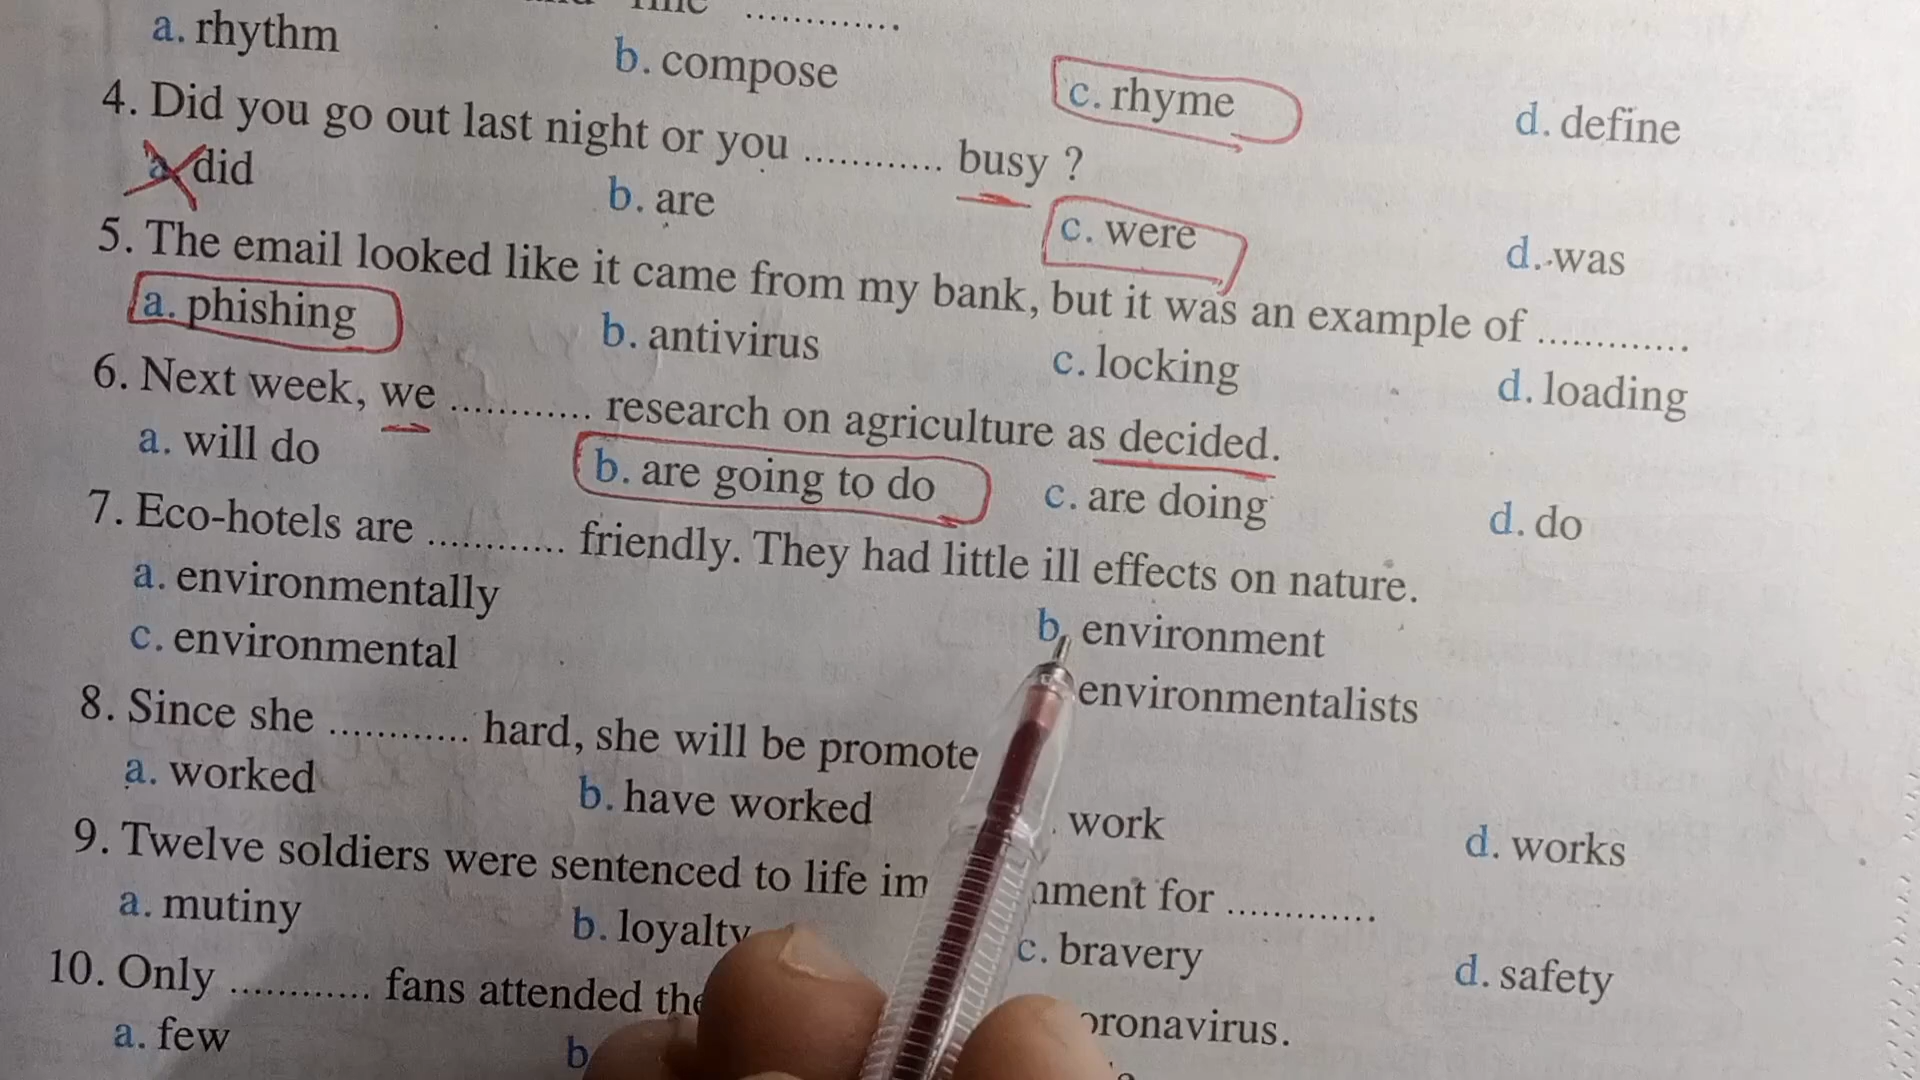 .............
a. rhythm b. compose c. rhyme d. define
4. Did you go out last night or you ............ busy ?
a. did b. are c. were d. was
5. The email looked like it came from my bank, but it was an example of .............
a. phishing b. antivirus c. locking d. loading
6. Next week, we ............ research on agriculture as decided.
a. will do b. are going to do c. are doing d. do
7. Eco-hotels are ............ friendly. They had little ill effects on nature.
a. environmentally b. environment
c. environmental environmentalists
8. Since she ............ hard, she will be promote
a. worked b. have worked . work d. works
9. Twelve soldiers were sentenced to life im nment for .............
a. mutiny b. loyalty c. bravery d. safety
10. Only ............ fans attended the oronavirus.
a. few b